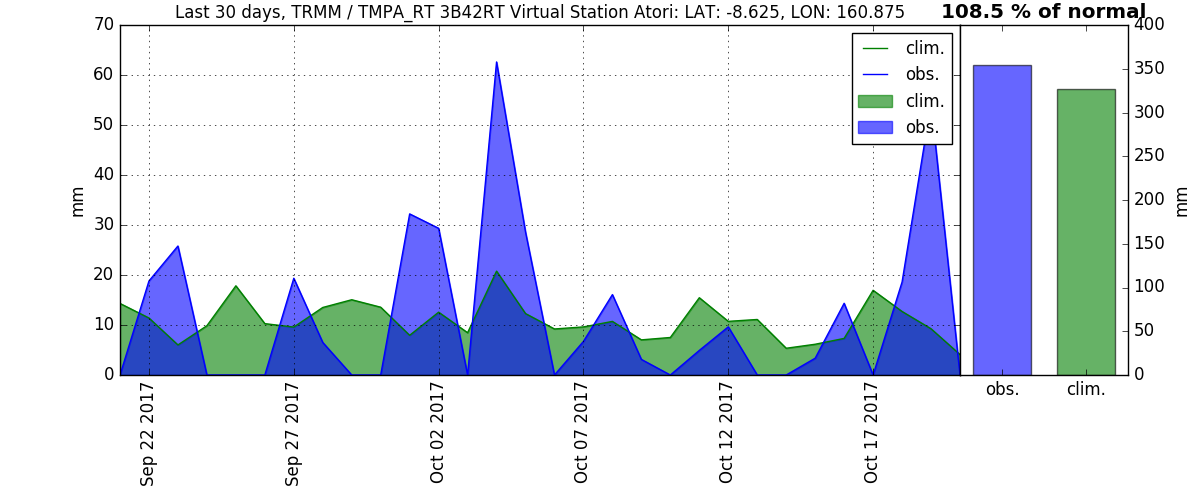 Last 30 days, TRMM / TMPA_RT 3B42RT Virtual Station Atori: LAT: -8.625, LON: 160.875
108.5 % of normal
70
60
50
40
30
20
10
0
mm
clim.
obs.
clim.
obs.
400
350
300
250
200
150
100
50
0
mm
Sep 22 2017
Sep 27 2017
Oct 02 2017
Oct 07 2017
Oct 12 2017
Oct 17 2017
obs.
clim.